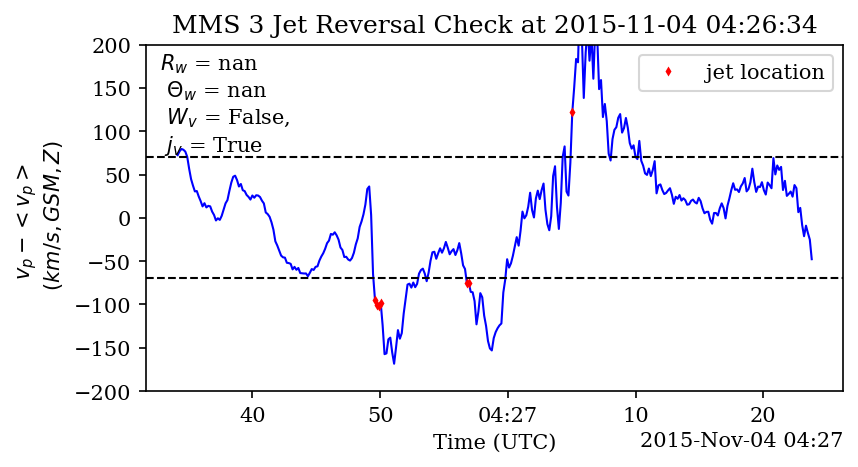 MMS 3 Jet Reversal Check at 2015-11-04 04:26:34
R_w = nan
Θ_w = nan
W_v = False,
j_v = True
jet location
200
150
100
50
0
−50
−100
−150
−200
v_p − < v_p >
(km/s, GSM, Z)
40 50 04:27 10 20
Time (UTC)
2015-Nov-04 04:27